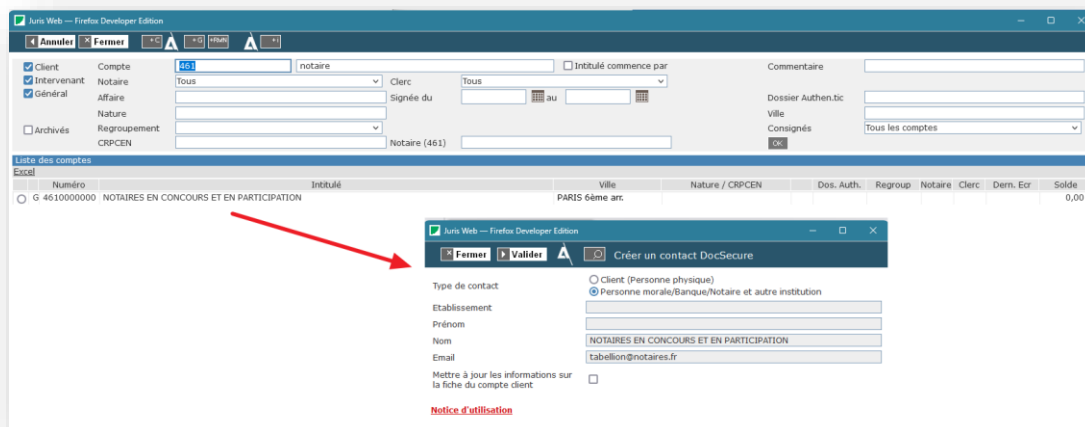 Juris Web — Firefox Developer Edition
Annuler Fermer +C +G +RMN +I
Client Compte 461 notaire Intitulé commence par Commentaire
Intervenant Notaire Tous Clerc Tous
Général Affaire Signée du au Dossier Authen.tic
Nature Ville
Archivés Regroupement Consignés Tous les comptes
CRPCEN Notaire (461) OK
Liste des comptes
Excel
Numéro Intitulé Ville Nature / CRPCEN Dos. Auth. Regroup Notaire Clerc Dern. Ecr Solde
G 4610000000 NOTAIRES EN CONCOURS ET EN PARTICIPATION PARIS 6ème arr. 0,00
Juris Web — Firefox Developer Edition
Fermer Valider Créer un contact DocSecure
Type de contact
Client (Personne physique)
Personne morale/Banque/Notaire et autre institution
Etablissement
Prénom
Nom NOTAIRES EN CONCOURS ET EN PARTICIPATION
Email tabellion@notaires.fr
Mettre à jour les informations sur
la fiche du compte client
Notice d'utilisation